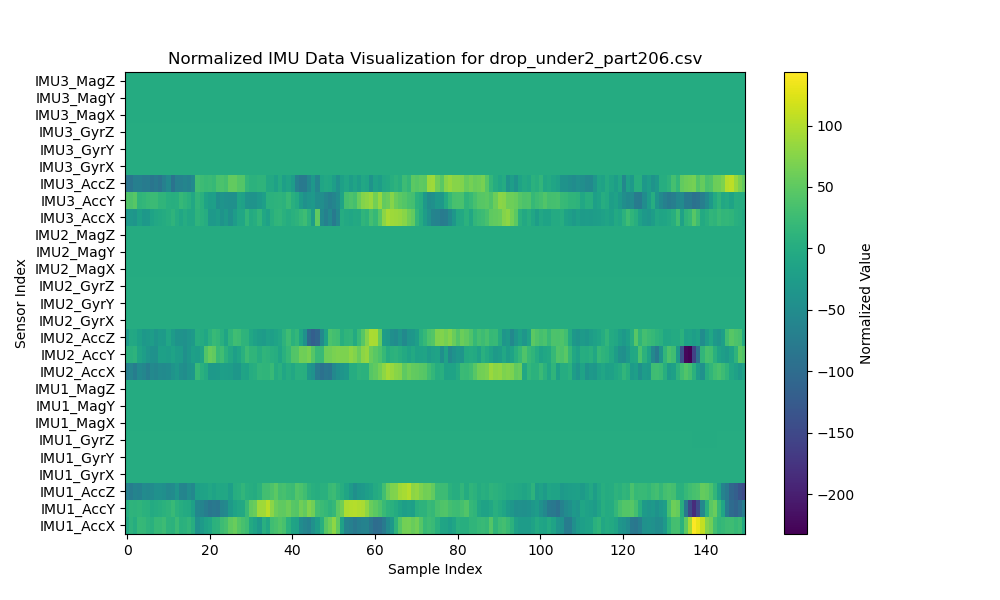 Normalized IMU Data Visualization for drop_under2_part206.csv
IMU3_MagZ
IMU3_MagY
IMU3_MagX
IMU3_GyrZ
IMU3_GyrY
IMU3_GyrX
IMU3_AccZ
IMU3_AccY
IMU3_AccX
IMU2_MagZ
IMU2_MagY
IMU2_MagX
IMU2_GyrZ
IMU2_GyrY
IMU2_GyrX
IMU2_AccZ
IMU2_AccY
IMU2_AccX
IMU1_MagZ
IMU1_MagY
IMU1_MagX
IMU1_GyrZ
IMU1_GyrY
IMU1_GyrX
IMU1_AccZ
IMU1_AccY
IMU1_AccX
Sensor Index
0 20 40 60 80 100 120 140
Sample Index
100
50
0
−50
−100
−150
−200
Normalized Value